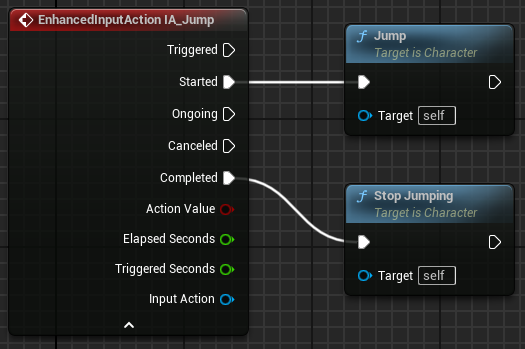 EnhancedInputAction IA_Jump
Triggered
Started
Ongoing
Canceled
Completed
Action Value
Elapsed Seconds
Triggered Seconds
Input Action
Jump
Target is Character
Target self
Stop Jumping
Target is Character
Target self